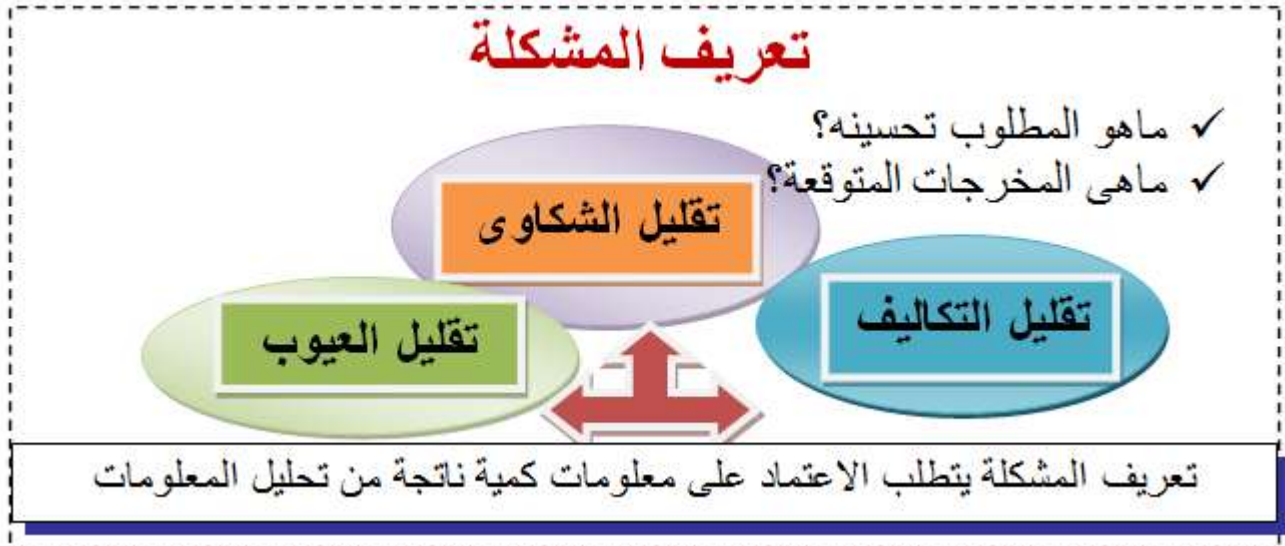 تعريف المشكلة
ماهو المطلوب تحسينه؟
ماهى المخرجات المتوقعة؟
تقليل الشكاوى
تقليل التكاليف
تقليل العيوب
تعريف المشكلة يتطلب الاعتماد على معلومات كمية ناتجة من تحليل المعلومات